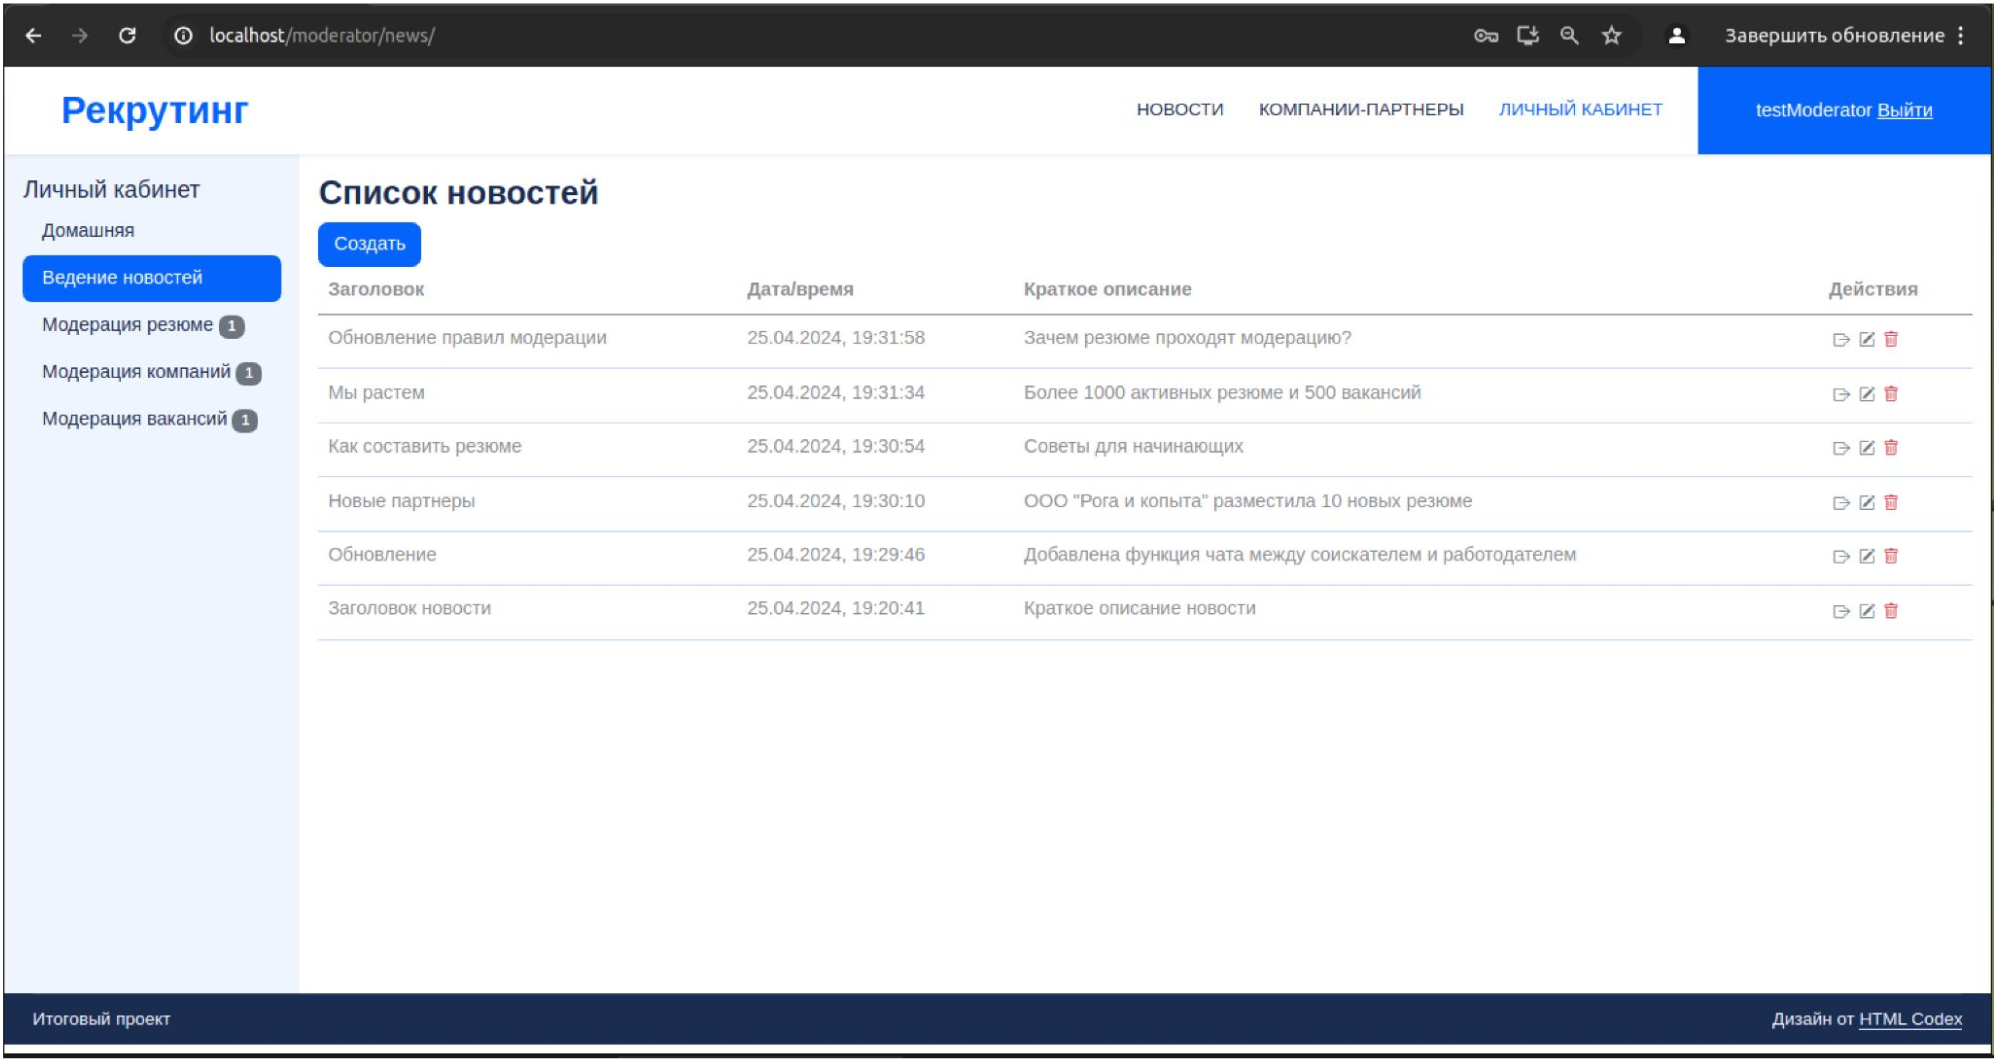 localhost/moderator/news/
Завершить обновление
Рекрутинг
НОВОСТИ КОМПАНИИ-ПАРТНЕРЫ ЛИЧНЫЙ КАБИНЕТ testModerator Выйти
Личный кабинет
Домашняя
Ведение новостей
Модерация резюме 1
Модерация компаний 1
Модерация вакансий 1
Список новостей
Создать
Заголовок Дата/время Краткое описание Действия
Обновление правил модерации 25.04.2024, 19:31:58 Зачем резюме проходят модерацию?
Мы растем 25.04.2024, 19:31:34 Более 1000 активных резюме и 500 вакансий
Как составить резюме 25.04.2024, 19:30:54 Советы для начинающих
Новые партнеры 25.04.2024, 19:30:10 ООО "Рога и копыта" разместила 10 новых резюме
Обновление 25.04.2024, 19:29:46 Добавлена функция чата между соискателем и работодателем
Заголовок новости 25.04.2024, 19:20:41 Краткое описание новости
Итоговый проект
Дизайн от HTML Codex